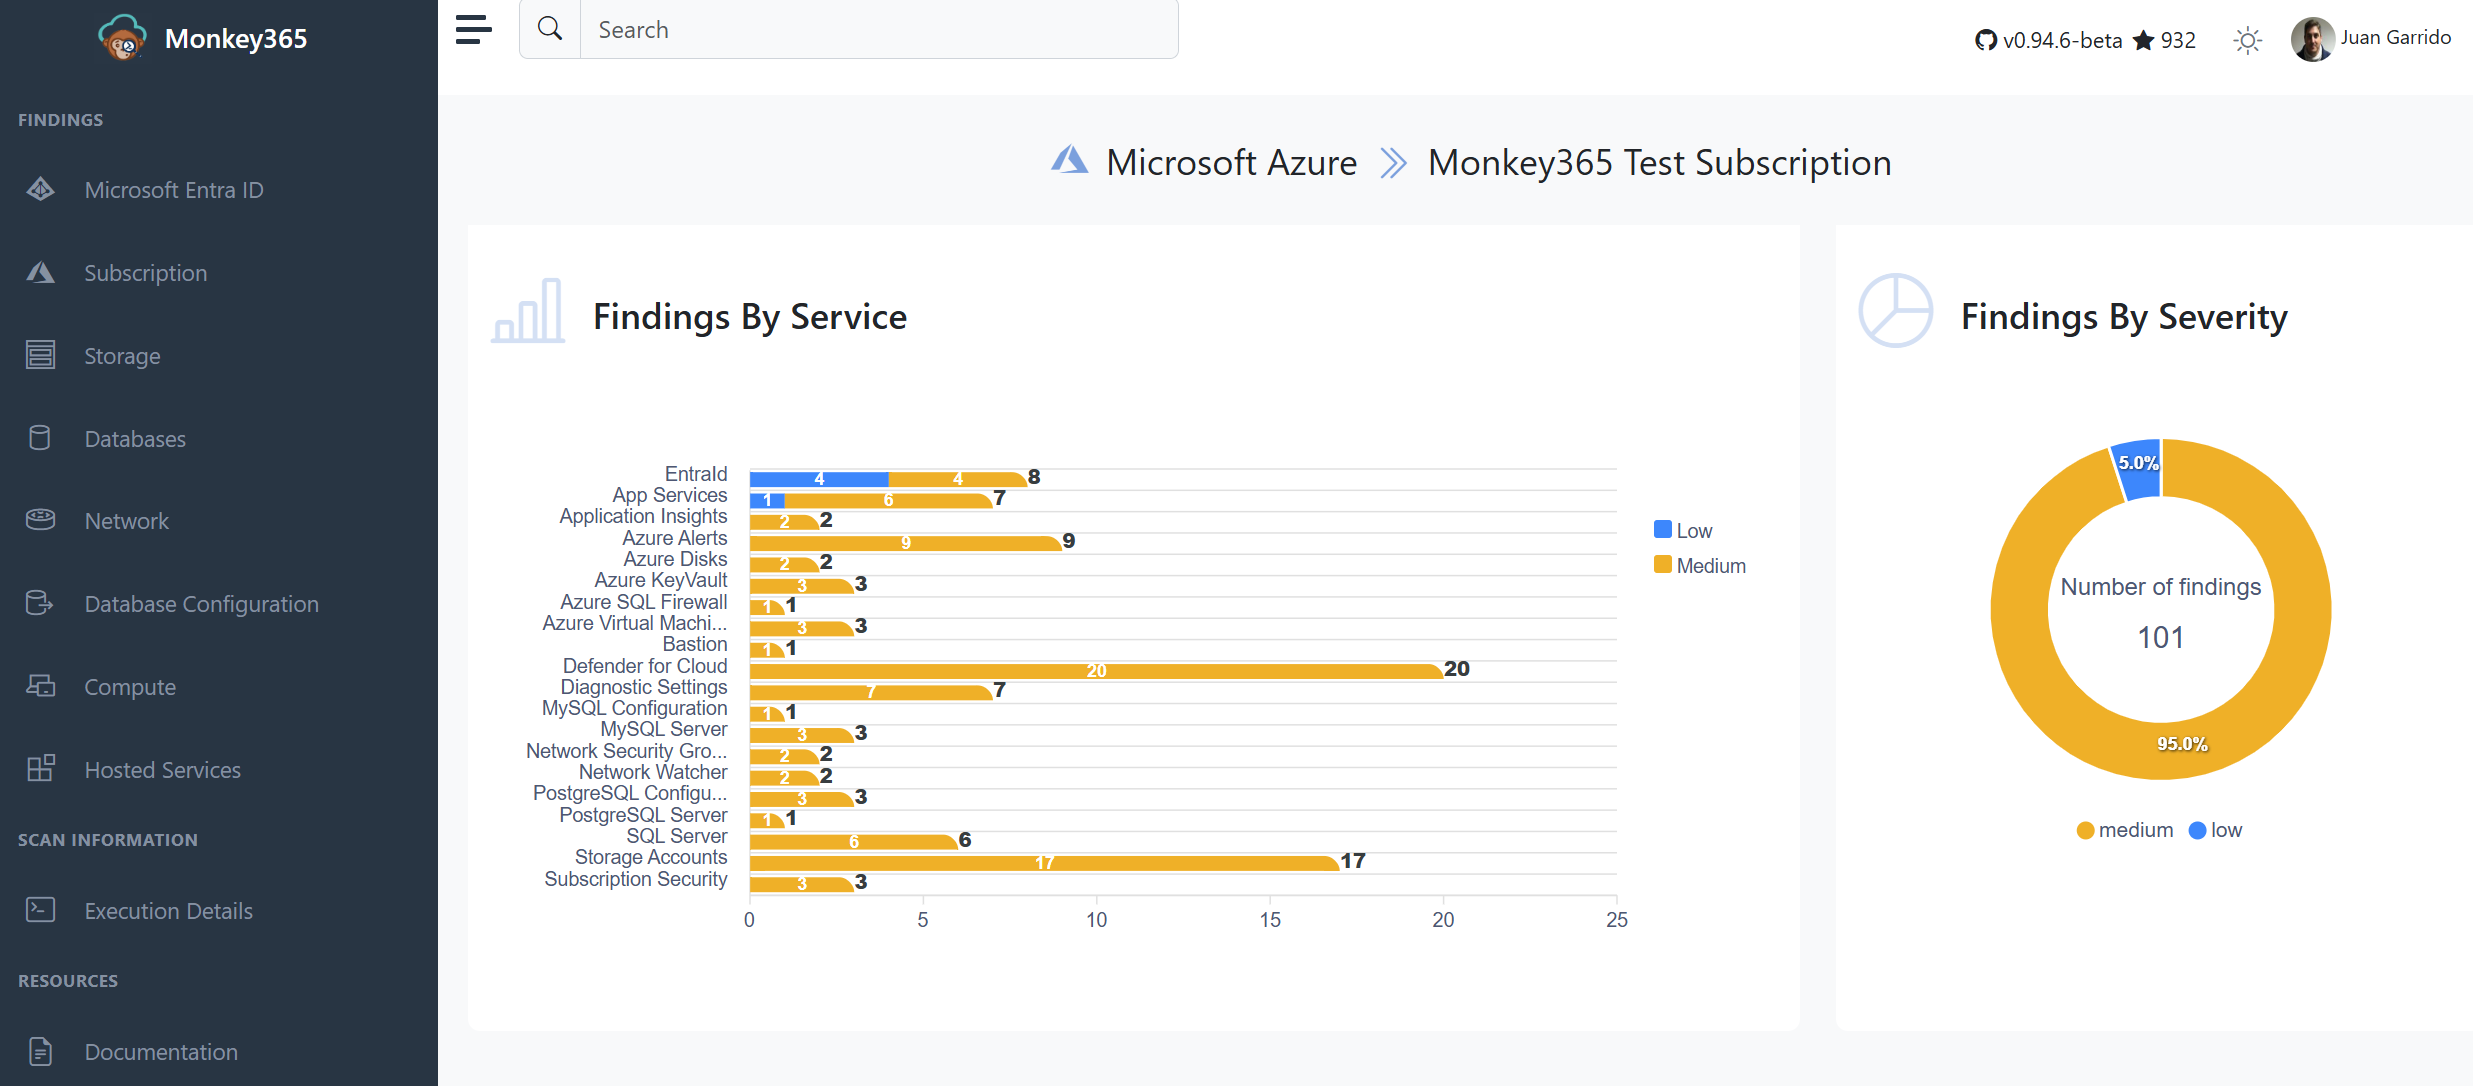 Monkey365
Search
v0.94.6-beta 932
Juan Garrido
FINDINGS
Microsoft Entra ID
Subscription
Storage
Databases
Network
Database Configuration
Compute
Hosted Services
SCAN INFORMATION
Execution Details
RESOURCES
Documentation
Microsoft Azure Monkey365 Test Subscription
Findings By Service
EntraId 4 4 8
App Services 1 6 7
Application Insights 2 2
Azure Alerts 9 9
Azure Disks 2 2
Azure KeyVault 3 3
Azure SQL Firewall 1 1
Azure Virtual Machi... 3 3
Bastion 1 1
Defender for Cloud 20 20
Diagnostic Settings 7 7
MySQL Configuration 1 1
MySQL Server 3 3
Network Security Gro... 2 2
Network Watcher 2 2
PostgreSQL Configu... 3 3
PostgreSQL Server 1 1
SQL Server 6 6
Storage Accounts 17 17
Subscription Security 3 3
0 5 10 15 20 25
Low
Medium
Findings By Severity
5.0%
Number of findings
101
95.0%
medium low